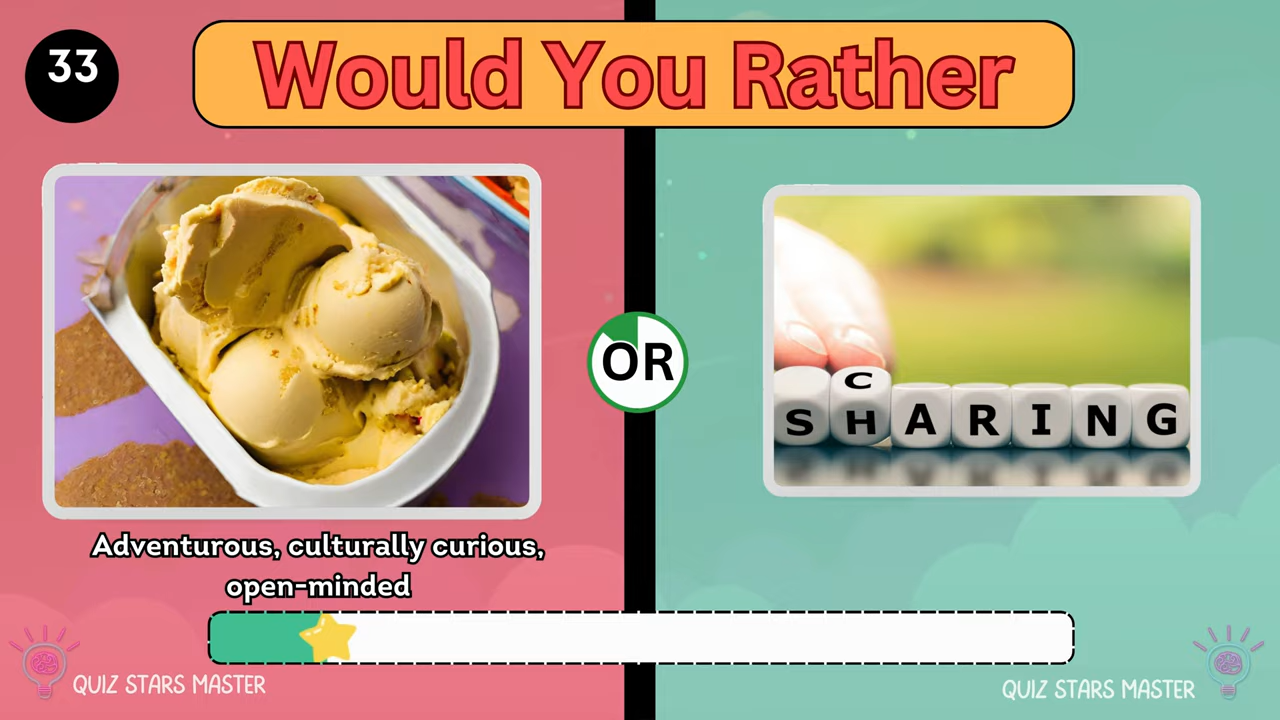 33
Would You Rather
OR
C
SHARING
Adventurous, culturally curious,
open-minded
QUIZ STARS MASTER
QUIZ STARS MASTER